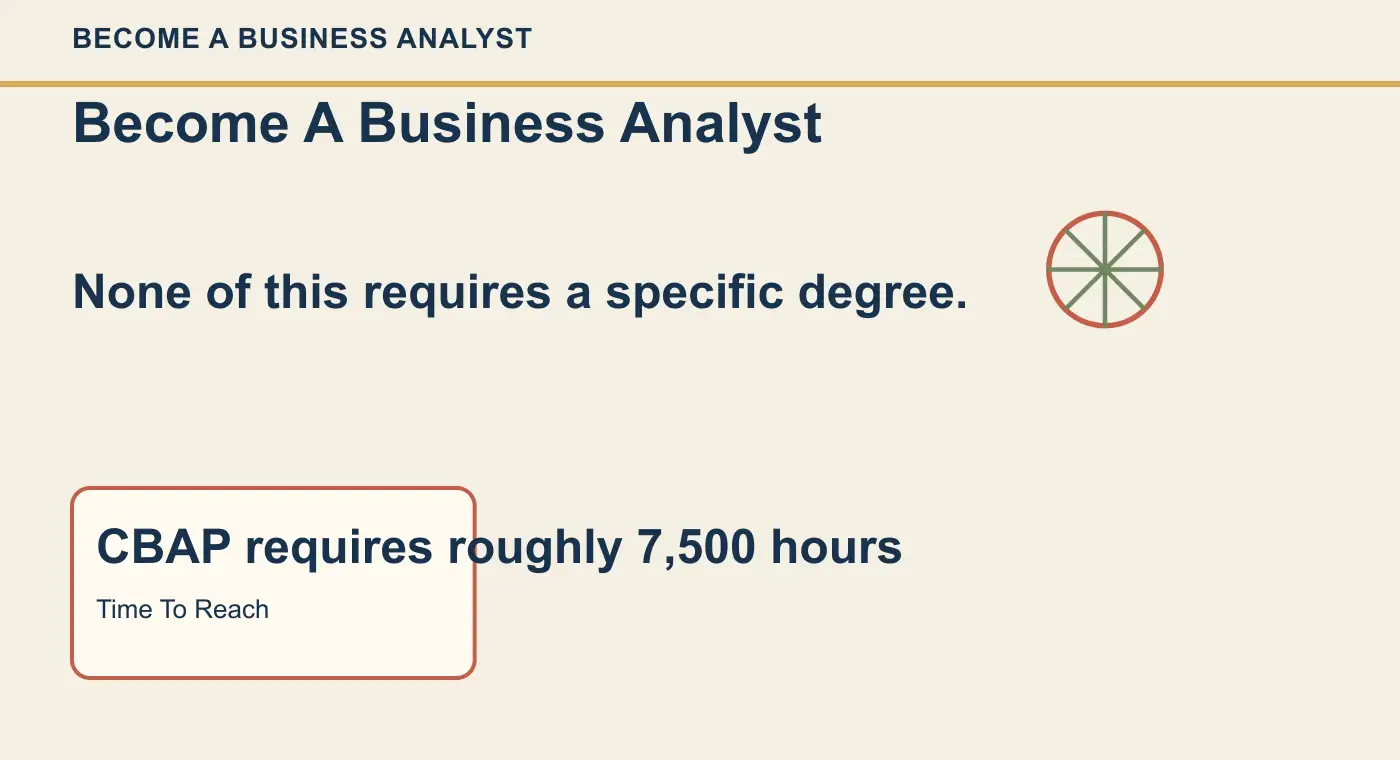 BECOME A BUSINESS ANALYST
Become A Business Analyst
None of this requires a specific degree.
CBAP requires roughly 7,500 hours
Time To Reach